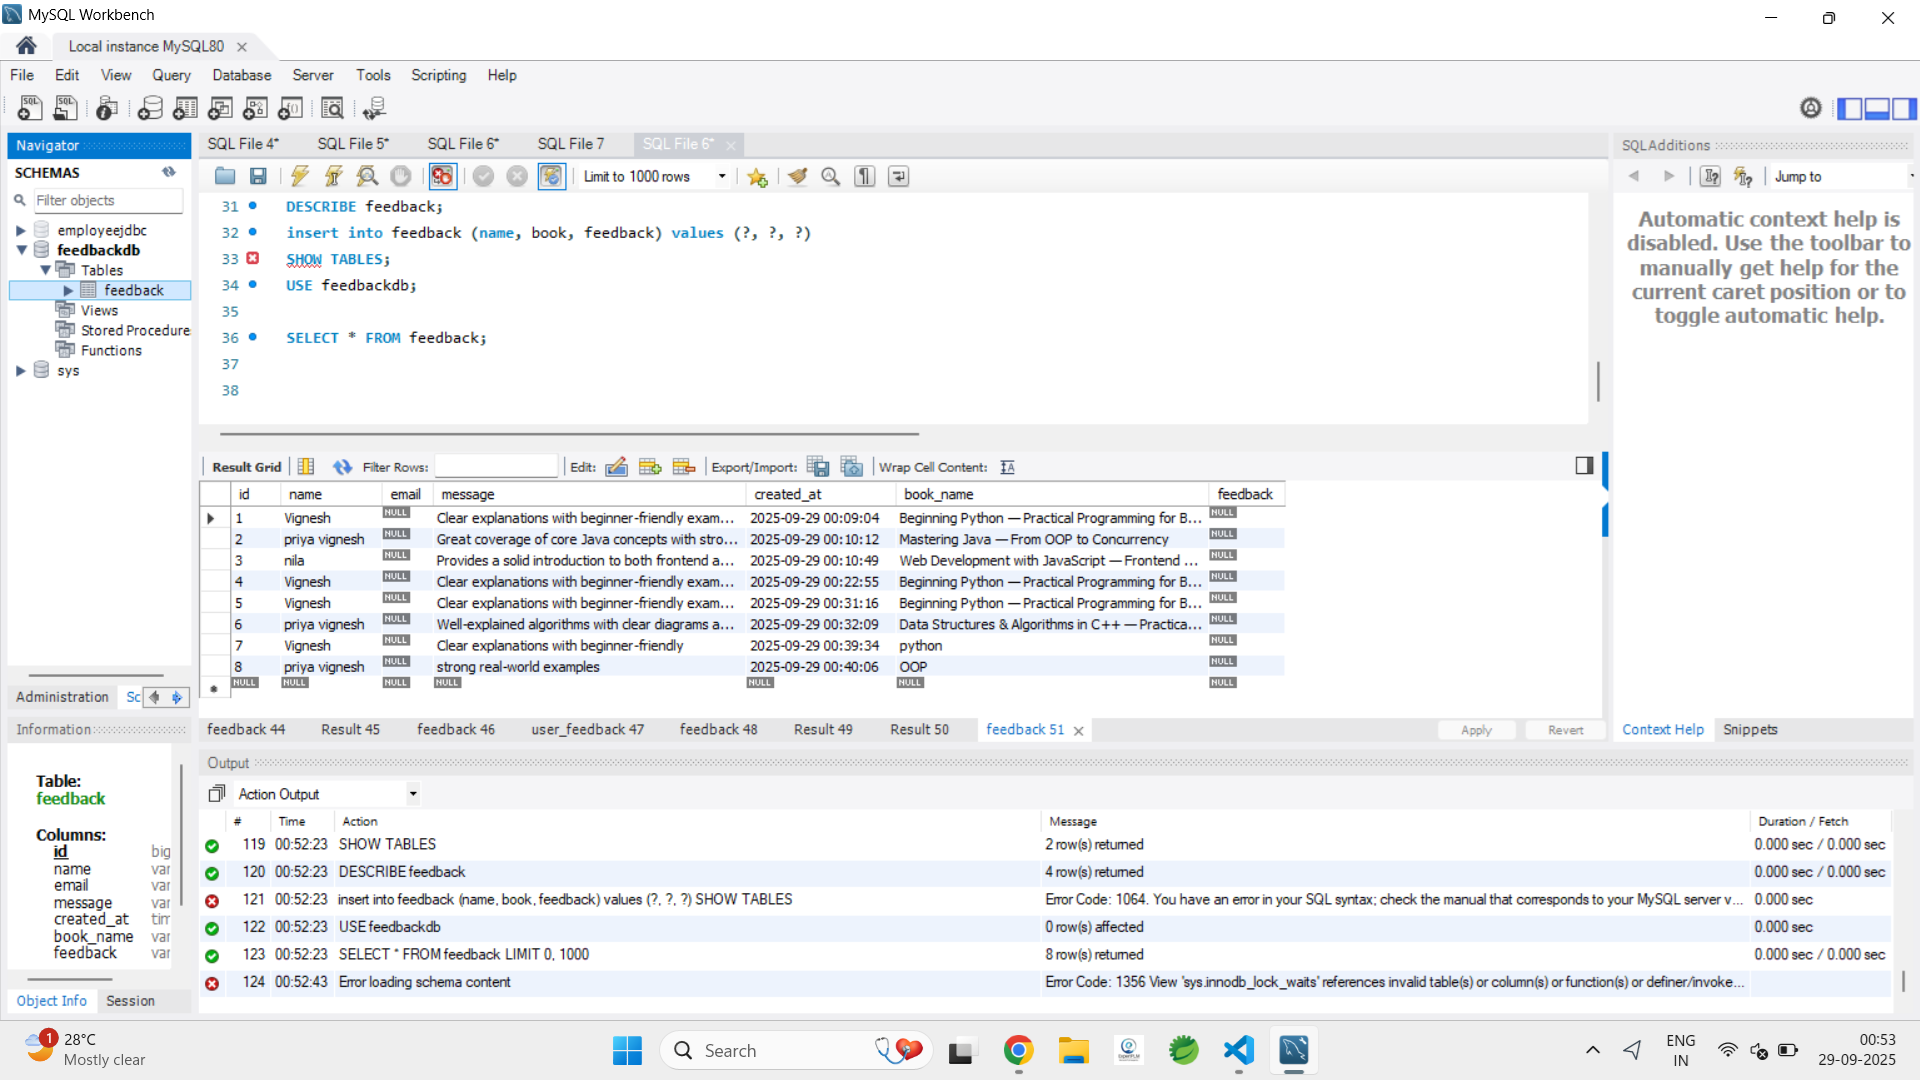 MySQL Workbench
Local instance MySQL80
File Edit View Query Database Server Tools Scripting Help
Navigator
SCHEMAS
Filter objects
employeejdbc
feedbackdb
Tables
feedback
Views
Stored Procedure
Functions
sys
Administration Sc
Information
Table:
feedback
Columns:
id big
name var
email var
message var
created_at tim
book_name var
feedback var
Object Info Session
SQL File 4* SQL File 5* SQL File 6* SQL File 7 SQL File 6*
Limit to 1000 rows
31 DESCRIBE feedback;
32 insert into feedback (name, book, feedback) values (?, ?, ?)
33 SHOW TABLES;
34 USE feedbackdb;
35
36 SELECT * FROM feedback;
37
38
Result Grid Filter Rows: Edit: Export/Import: Wrap Cell Content:
id name email message created_at book_name feedback
1 Vignesh NULL Clear explanations with beginner-friendly exam... 2025-09-29 00:09:04 Beginning Python — Practical Programming for B... NULL
2 priya vignesh NULL Great coverage of core Java concepts with stro... 2025-09-29 00:10:12 Mastering Java — From OOP to Concurrency NULL
3 nila NULL Provides a solid introduction to both frontend a... 2025-09-29 00:10:49 Web Development with JavaScript — Frontend ... NULL
4 Vignesh NULL Clear explanations with beginner-friendly exam... 2025-09-29 00:22:55 Beginning Python — Practical Programming for B... NULL
5 Vignesh NULL Clear explanations with beginner-friendly exam... 2025-09-29 00:31:16 Beginning Python — Practical Programming for B... NULL
6 priya vignesh NULL Well-explained algorithms with clear diagrams a... 2025-09-29 00:32:09 Data Structures & Algorithms in C++ — Practica... NULL
7 Vignesh NULL Clear explanations with beginner-friendly 2025-09-29 00:39:34 python NULL
8 priya vignesh NULL strong real-world examples 2025-09-29 00:40:06 OOP NULL
NULL NULL NULL NULL NULL NULL NULL
feedback 44 Result 45 feedback 46 user_feedback 47 feedback 48 Result 49 Result 50 feedback 51 Apply Revert
Output
Action Output
# Time Action Message Duration / Fetch
119 00:52:23 SHOW TABLES 2 row(s) returned 0.000 sec / 0.000 sec
120 00:52:23 DESCRIBE feedback 4 row(s) returned 0.000 sec / 0.000 sec
121 00:52:23 insert into feedback (name, book, feedback) values (?, ?, ?) SHOW TABLES Error Code: 1064. You have an error in your SQL syntax; check the manual that corresponds to your MySQL server v... 0.000 sec
122 00:52:23 USE feedbackdb 0 row(s) affected 0.000 sec
123 00:52:23 SELECT * FROM feedback LIMIT 0, 1000 8 row(s) returned 0.000 sec / 0.000 sec
124 00:52:43 Error loading schema content Error Code: 1356 View 'sys.innodb_lock_waits' references invalid table(s) or column(s) or function(s) or definer/invoke...
SQLAdditions
Jump to
Automatic context help is
disabled. Use the toolbar to
manually get help for the
current caret position or to
toggle automatic help.
Context Help Snippets
1
28°C
Mostly clear
Search
ENG
IN
00:53
29-09-2025